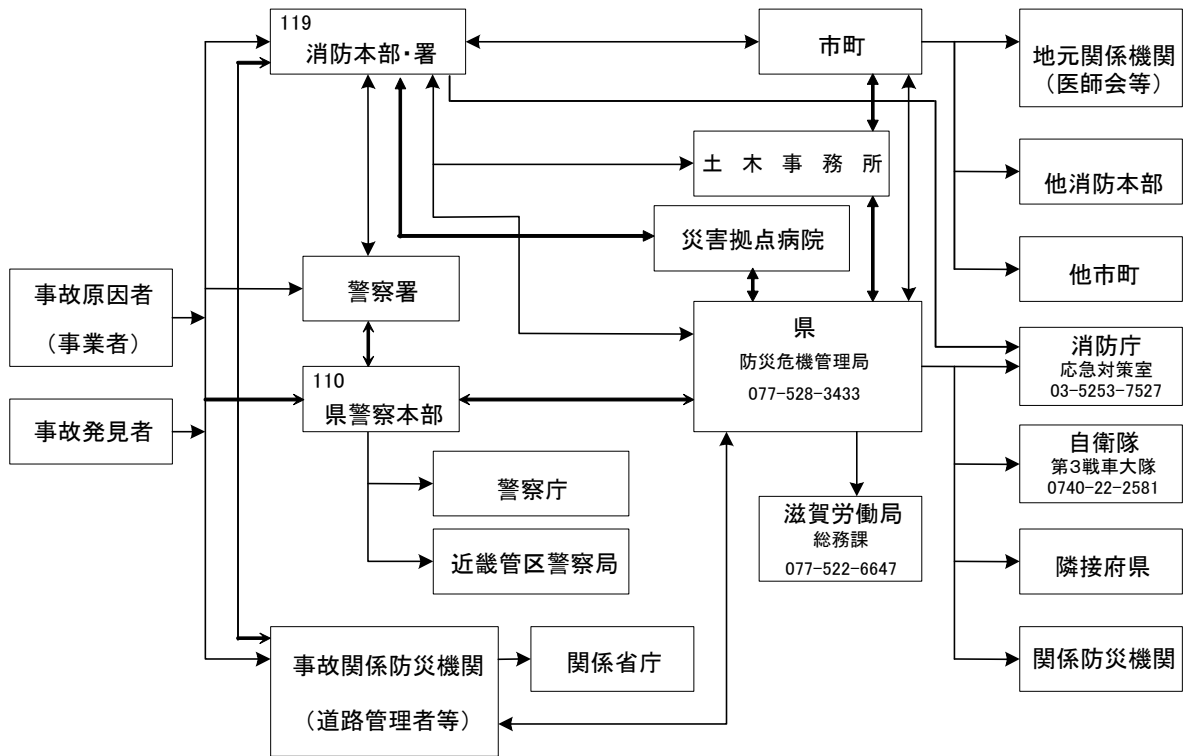 119
消防本部・署
市町
地元関係機関
（医師会等）
土 木 事 務 所
他消防本部
災害拠点病院
他市町
事故原因者
（事業者）
警察署
県
防災危機管理局
077-528-3433
消防庁
応急対策室
03-5253-7527
110
県警察本部
事故発見者
自衛隊
第3戦車大隊
0740-22-2581
警察庁
滋賀労働局
総務課
077-522-6647
近畿管区警察局
隣接府県
事故関係防災機関
（道路管理者等）
関係省庁
関係防災機関